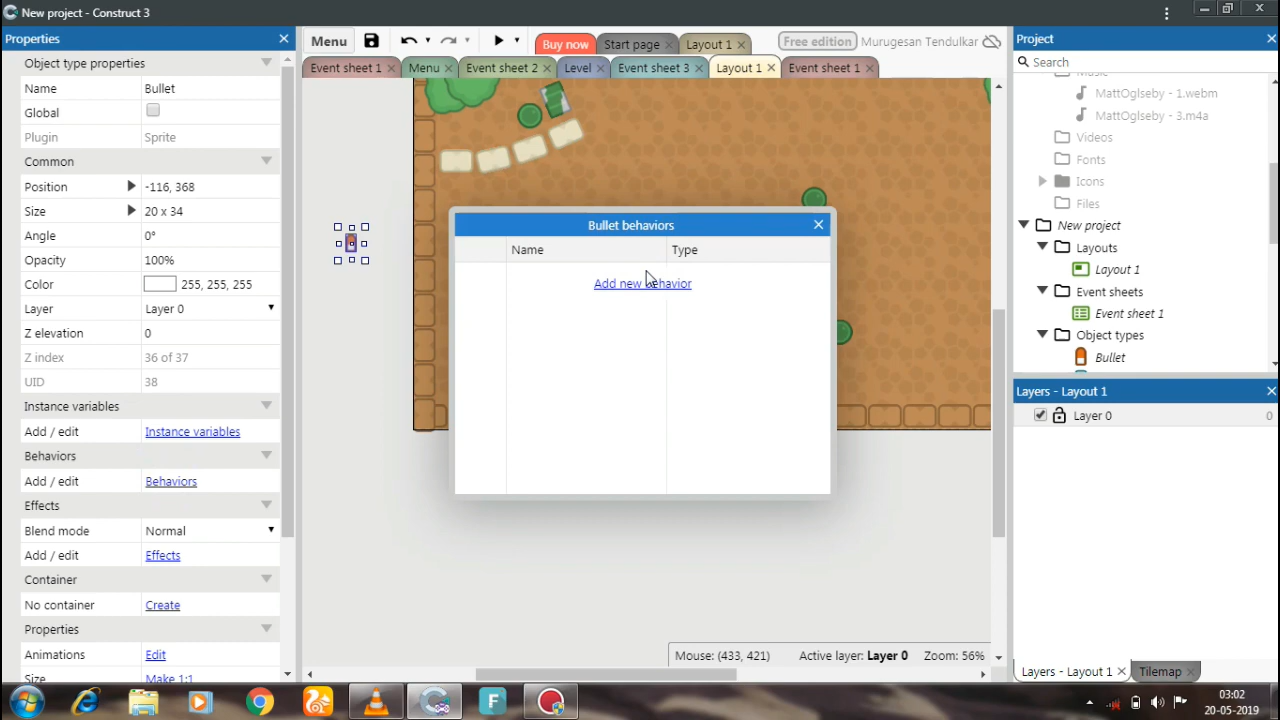 New project - Construct 3
Properties
Object type properties
Name Bullet
Global
Plugin Sprite
Common
Position -116, 368
Size 20 x 34
Angle 0°
Opacity 100%
Color 255, 255, 255
Layer Layer 0
Z elevation 0
Z index 36 of 37
UID 38
Instance variables
Add / edit Instance variables
Behaviors
Add / edit Behaviors
Effects
Blend mode Normal
Add / edit Effects
Container
No container Create
Properties
Animations Edit
Size Make 1:1
Menu Buy now Start page Layout 1 Free edition Murugesan Tendulkar
Event sheet 1 Menu Event sheet 2 Level Event sheet 3 Layout 1 Event sheet 1
Bullet behaviors
Name Type
Add new behavior
Mouse: (433, 421) Active layer: Layer 0 Zoom: 56%
Project
Search
Music
MattOglseby - 1.webm
MattOglseby - 3.m4a
Videos
Fonts
Icons
Files
New project
Layouts
Layout 1
Event sheets
Event sheet 1
Object types
Bullet
Layers - Layout 1
Layer 0 0
Layers - Layout 1 Tilemap
F
03:02
20-05-2019